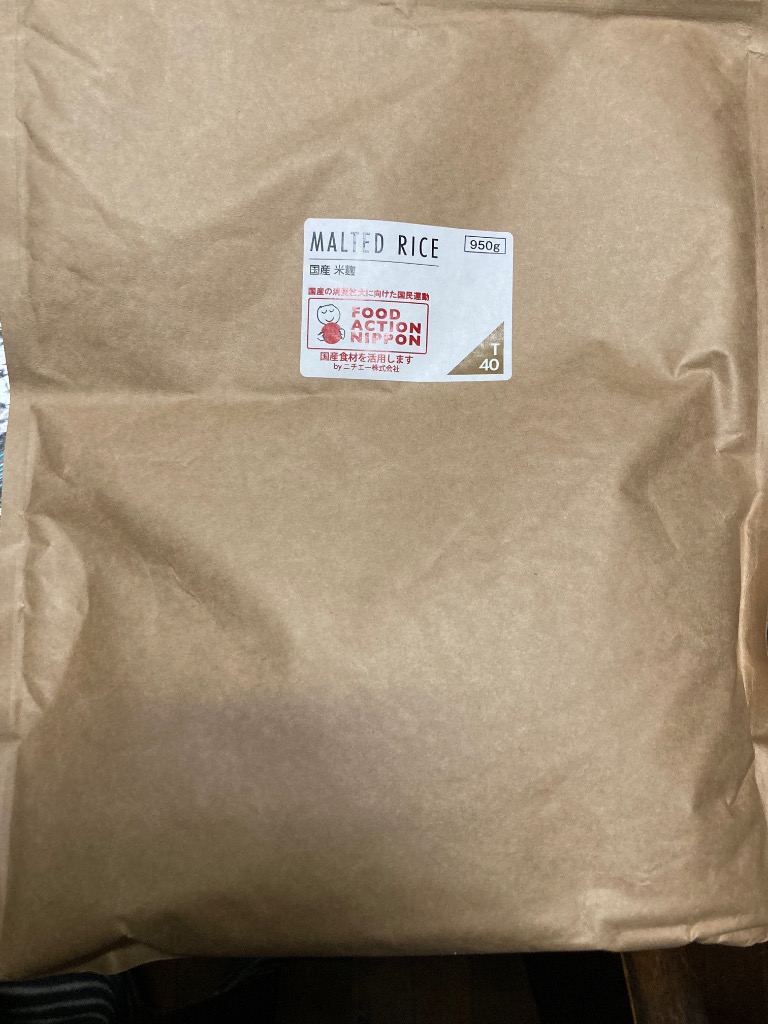 MALTED RICE
950g
国産 米麹
国産の消費拡大に向けた国民運動
FOOD
ACTION
NIPPON
国産食材を活用します
by ニチエー株式会社
T
40